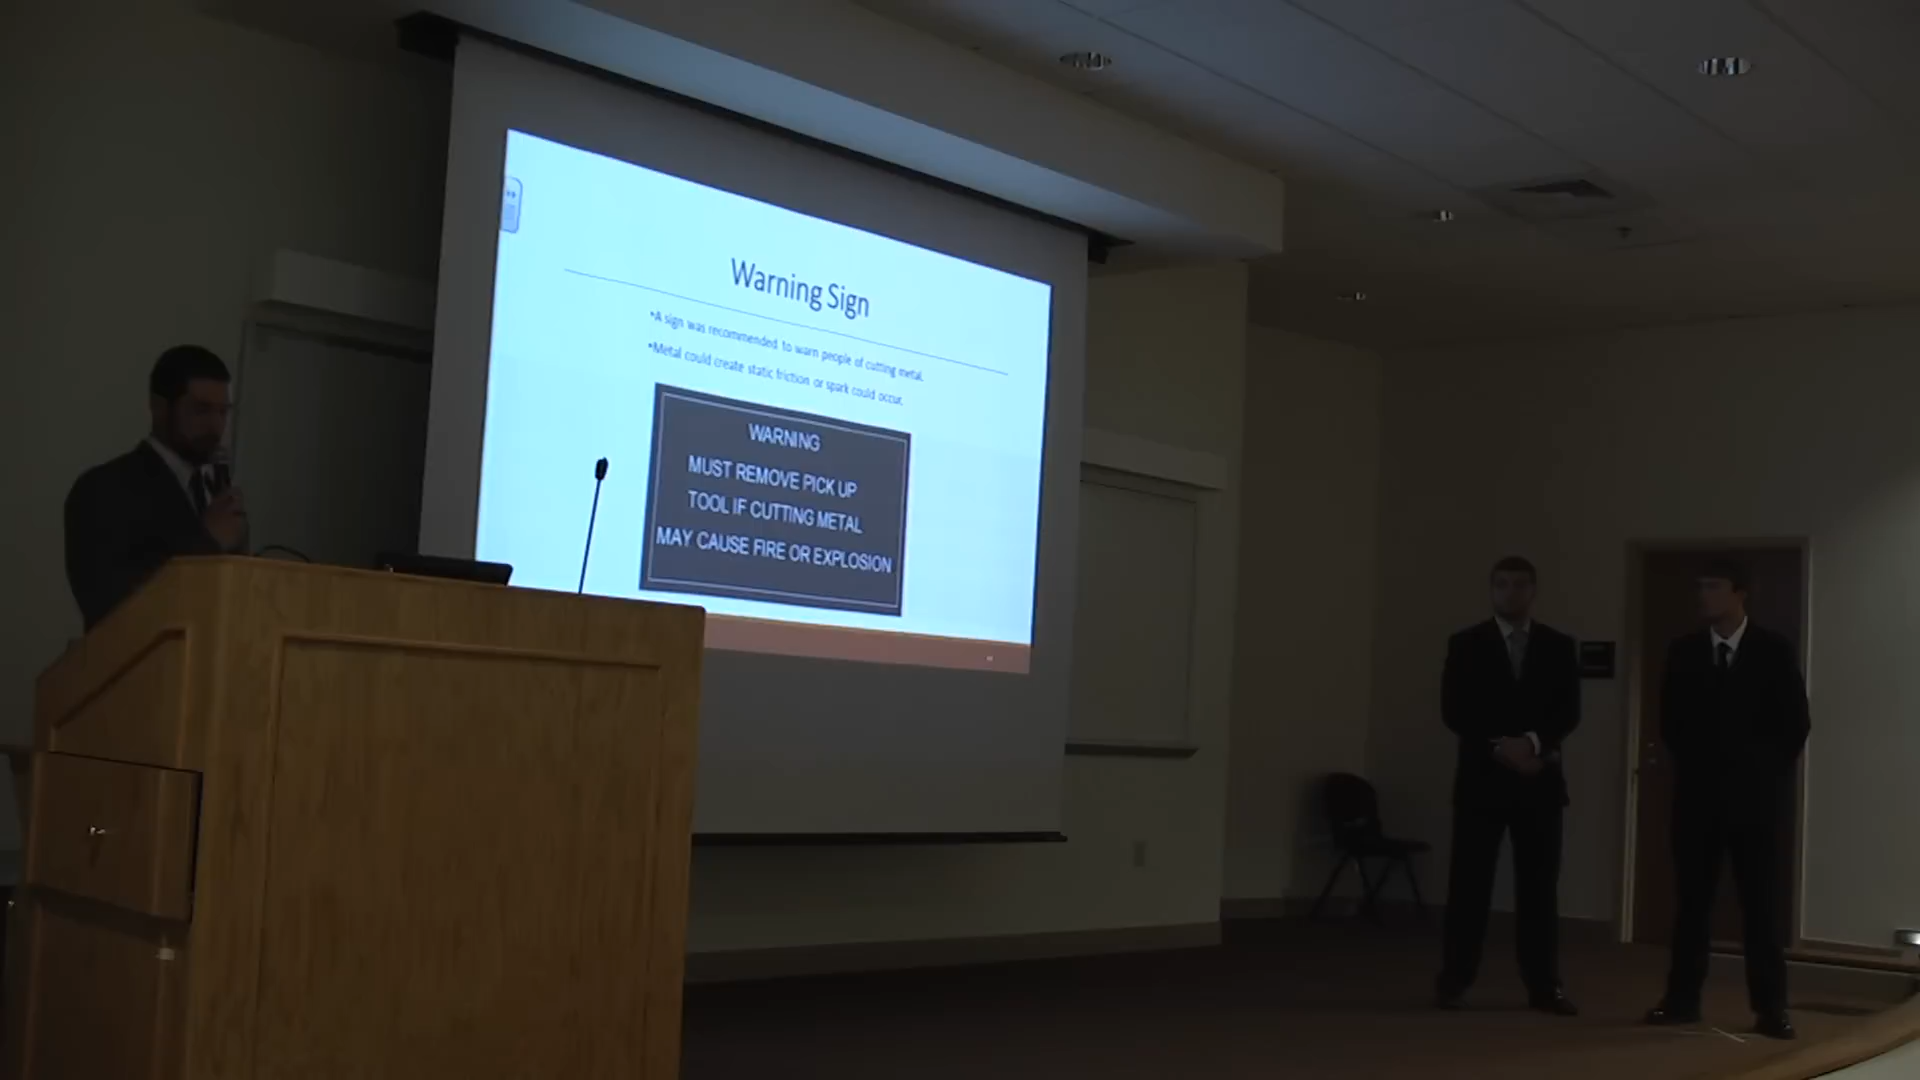 Warning Sign
•A sign was recommended to warn people of cutting metal.
•Metal could create static friction or spark could occur.
WARNING
MUST REMOVE PICK UP
TOOL IF CUTTING METAL
MAY CAUSE FIRE OR EXPLOSION